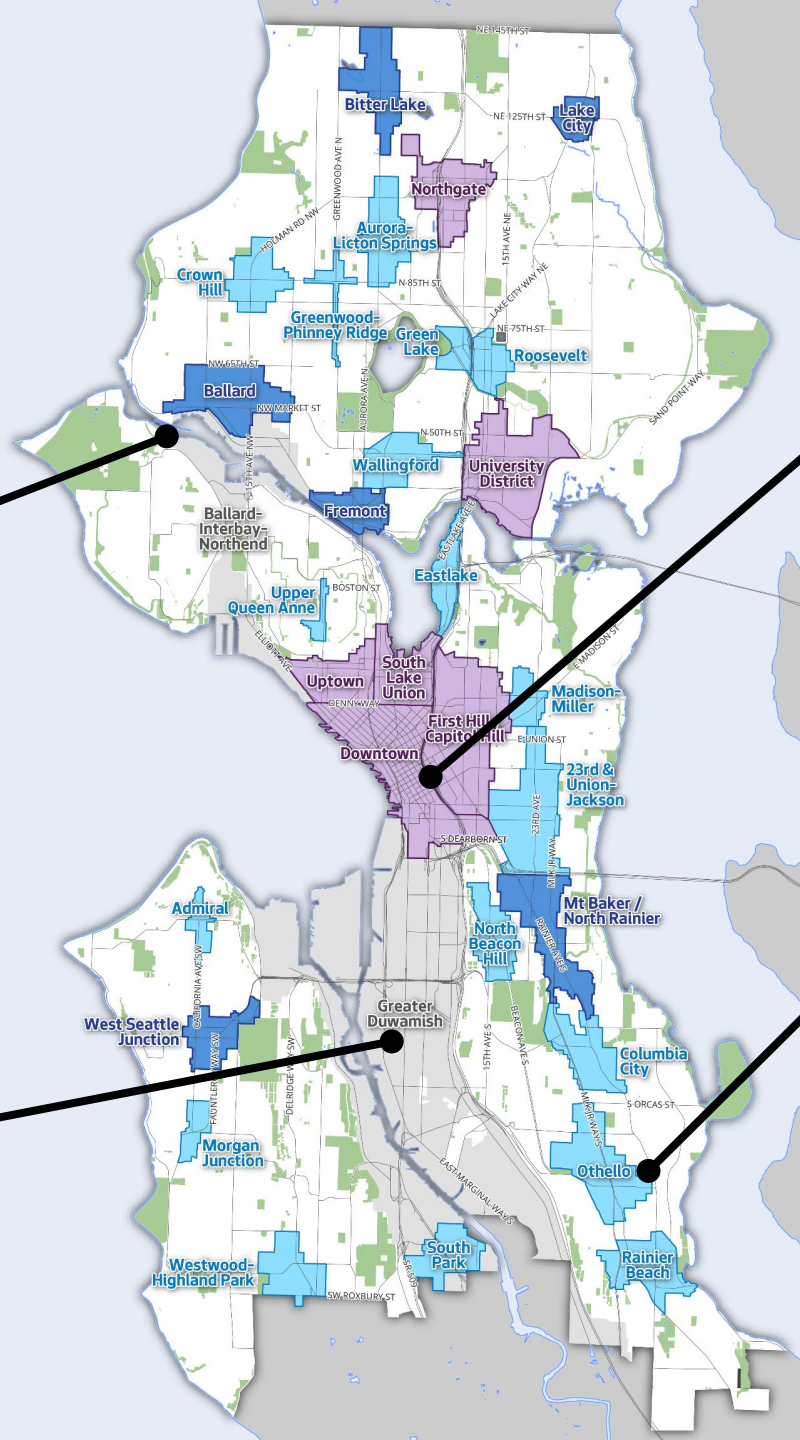 NE 145TH ST
Bitter Lake
Lake
City
NE 125TH ST
GREENWOOD AVE N
Northgate
HOLMAN RD NW
Aurora-
Licton Springs
15TH AVE NE
Crown
Hill
N 85TH ST
LAKE CITY WAY NE
Greenwood-
Phinney Ridge
Green
Lake
NE 75TH ST
Roosevelt
NW 65TH ST
Ballard
NW MARKET ST
AURORA AVE N
SAND POINT WAY
N 50TH ST
15TH AVE NW
Wallingford
University
District
Fremont
Ballard-
Interbay-
Northend
EASTLAKE AVE E
Eastlake
BOSTON ST
Upper
Queen Anne
ELLIOTT AVE
E MADISON ST
South
Lake
Union
Uptown
DENNY WAY
Madison-
Miller
First Hill
Capitol Hill
E UNION ST
Downtown
23rd &
Union-
Jackson
23RD AVE
S DEARBORN ST
MLK JR WAY
Admiral
Mt Baker /
North Rainier
North
Beacon
Hill
RAINIER AVE S
CALIFORNIA AVE SW
Greater
Duwamish
West Seattle
Junction
BEACON AVE S
15TH AVE S
FAUNTLEROY WAY SW
DELRIDGE WAY SW
Columbia
City
S ORCAS ST
MLK JR WAY S
Morgan
Junction
Othello
EAST MARGINAL WAY S
South
Park
Rainier
Beach
Westwood-
Highland Park
SR 509
SW ROXBURY ST